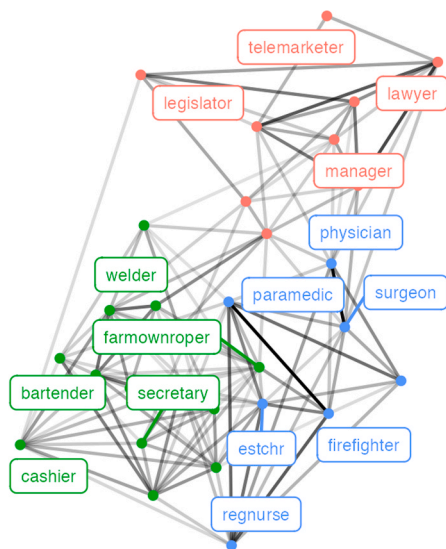 telemarketer
lawyer
legislator
manager
physician
welder
paramedic
surgeon
farmownroper
bartender
secretary
estchr
firefighter
cashier
regnurse